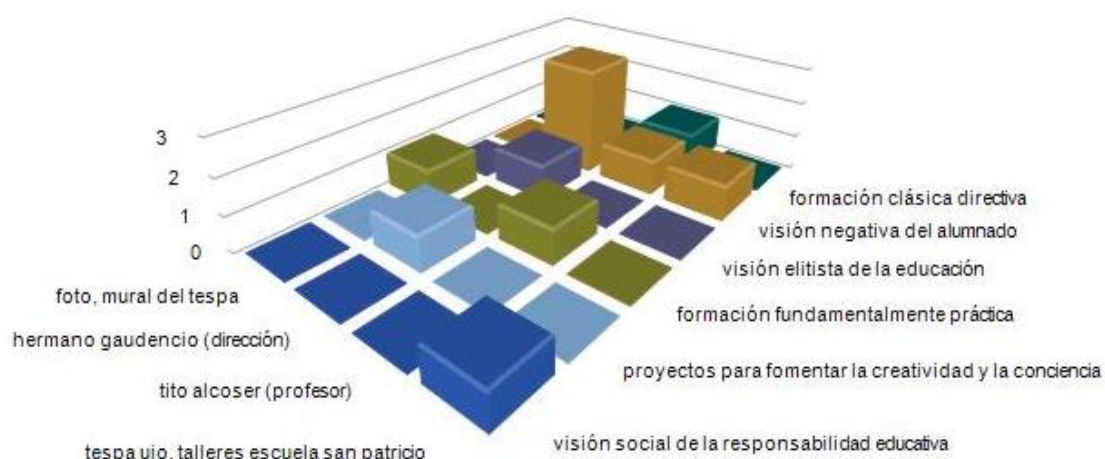 3
2
1
0
foto, mural del tespa
hermano gaudencio (dirección)
tito alcoser (profesor)
tespa ujo, talleres escuela san patricio
formación clásica directiva
visión negativa del alumnado
visión elitista de la educación
formación fundamentalmente práctica
proyectos para fomentar la creatividad y la conciencia
visión social de la responsabilidad educativa